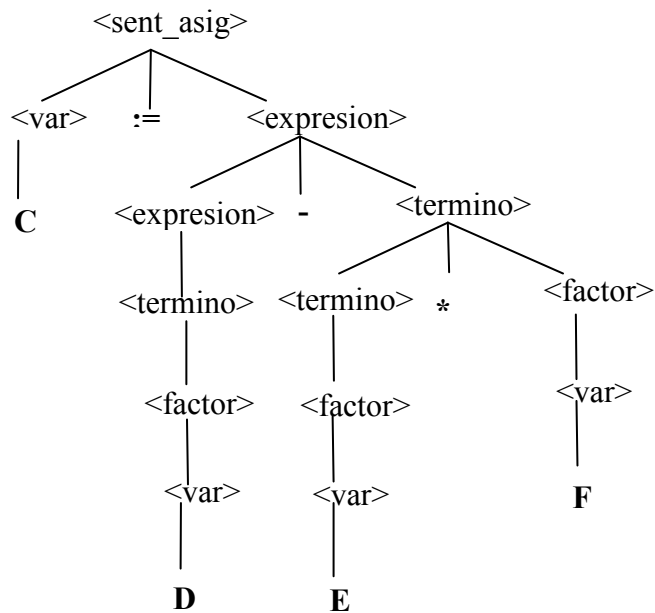 <sent_asig>
<var> := <expresion>
C
<expresion> - <termino>
<termino> <termino> * <factor>
<factor> <factor> <var>
<var> <var> F
D E